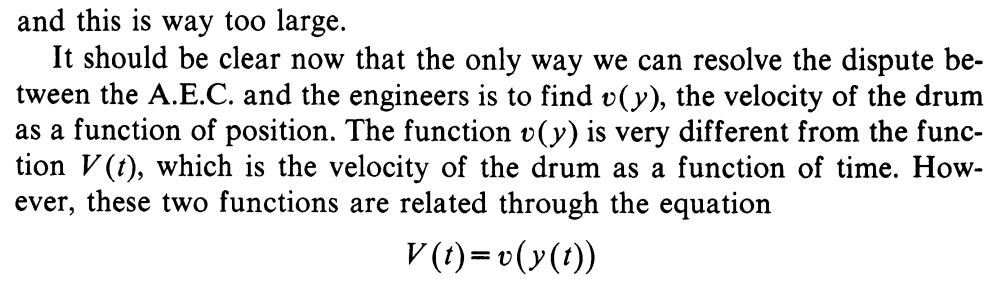 and this is way too large.
It should be clear now that the only way we can resolve the dispute be-
tween the A.E.C. and the engineers is to find v(y), the velocity of the drum
as a function of position. The function v(y) is very different from the func-
tion V(t), which is the velocity of the drum as a function of time. How-
ever, these two functions are related through the equation
V(t)=v(y(t))